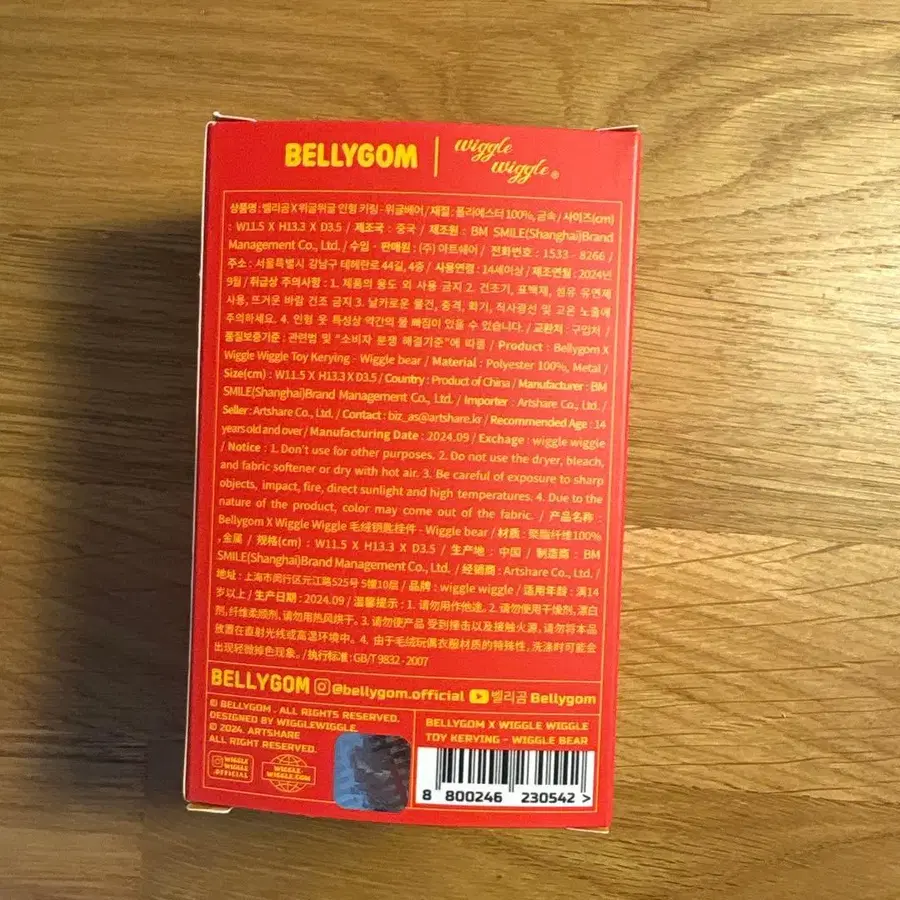 BELLYGOM | wiggle wiggle®
상품명 : 벨리곰 X 위글위글 인형 키링 - 위글베어 / 재질 : 폴리에스터 100%, 금속 / 사이즈(cm)
: W11.5 X H13.3 X D3.5 / 제조국 : 중국 / 제조원 : BM SMILE(Shanghai)Brand
Management Co., Ltd. / 수입 · 판매원 : (주) 아트쉐어 / 전화번호 : 1533 - 8266 /
주소 : 서울특별시 강남구 테헤란로 44길, 4층 / 사용연령 : 14세이상 / 제조연월 : 2024년
9월 / 취급상 주의사항 : 1. 제품의 용도 외 사용 금지 2. 건조기, 표백제, 섬유 유연제
사용, 뜨거운 바람 건조 금지 3. 날카로운 물건, 충격, 화기, 직사광선 및 고온 노출에
주의하세요. 4. 인형 옷 특성상 약간의 물 빠짐이 있을 수 있습니다. / 교환처 : 구입처 /
품질보증기준 : 관련법 및 "소비자 분쟁 해결기준"에 따름 / Product : Bellygom X
Wiggle Wiggle Toy Kerying - Wiggle bear / Material : Polyester 100%, Metal /
Size(cm) : W11.5 X H13.3 X D3.5 / Country : Product of China / Manufacturer : BM
SMILE(Shanghai)Brand Management Co., Ltd. / Importer : Artshare Co., Ltd. /
Seller : Artshare Co., Ltd. / Contact : biz_as@artshare.kr / Recommended Age : 14
years old and over / Manufacturing Date : 2024.09 / Exchage : wiggle wiggle
/ Notice : 1. Don't use for other purposes. 2. Do not use the dryer, bleach,
and fabric softener or dry with hot air. 3. Be careful of exposure to sharp
objects, impact, fire, direct sunlight and high temperatures. 4. Due to the
nature of the product, color may come out of the fabric. / 产品名称 :
Bellygom X Wiggle Wiggle 毛绒钥匙挂件 - Wiggle bear / 材质 : 聚脂纤维100%
,金属 / 规格(cm) : W11.5 X H13.3 X D3.5 / 生产地 : 中国 / 制造商 : BM
SMILE(Shanghai)Brand Management Co., Ltd. / 经销商 : Artshare Co., Ltd. /
地址 : 上海市闵行区元江路525号 5幢10层 / 品牌 : wiggle wiggle / 适用年龄 : 满14
岁以上 / 生产日期 : 2024.09 / 温馨提示 : 1. 请勿用作他途. 2. 请勿使用干燥剂, 漂白
剂,纤维柔顺剂, 请勿用热风烘干. 3. 请勿使产品 受到撞击以及接触火源, 请勿将本品
放置在直射光线或高温环境中. 4. 由于毛绒玩偶衣服材质的特殊性, 洗涤时可能会
出现轻微掉色现象. / 执行标准 : GB/T 9832 - 2007
BELLYGOM @bellygom.official 벨리곰 Bellygom
© BELLYGOM . ALL RIGHTS RESERVED.
DESIGNED BY WIGGLEWIGGLE.
© 2024. ARTSHARE
ALL RIGHT RESERVED.
WIGGLE
WIGGLE
.OFFICIAL
WIGGLE-
WIGGLE.COM
BELLYGOM X WIGGLE WIGGLE
TOY KERYING - WIGGLE BEAR
8 800246 230542 >